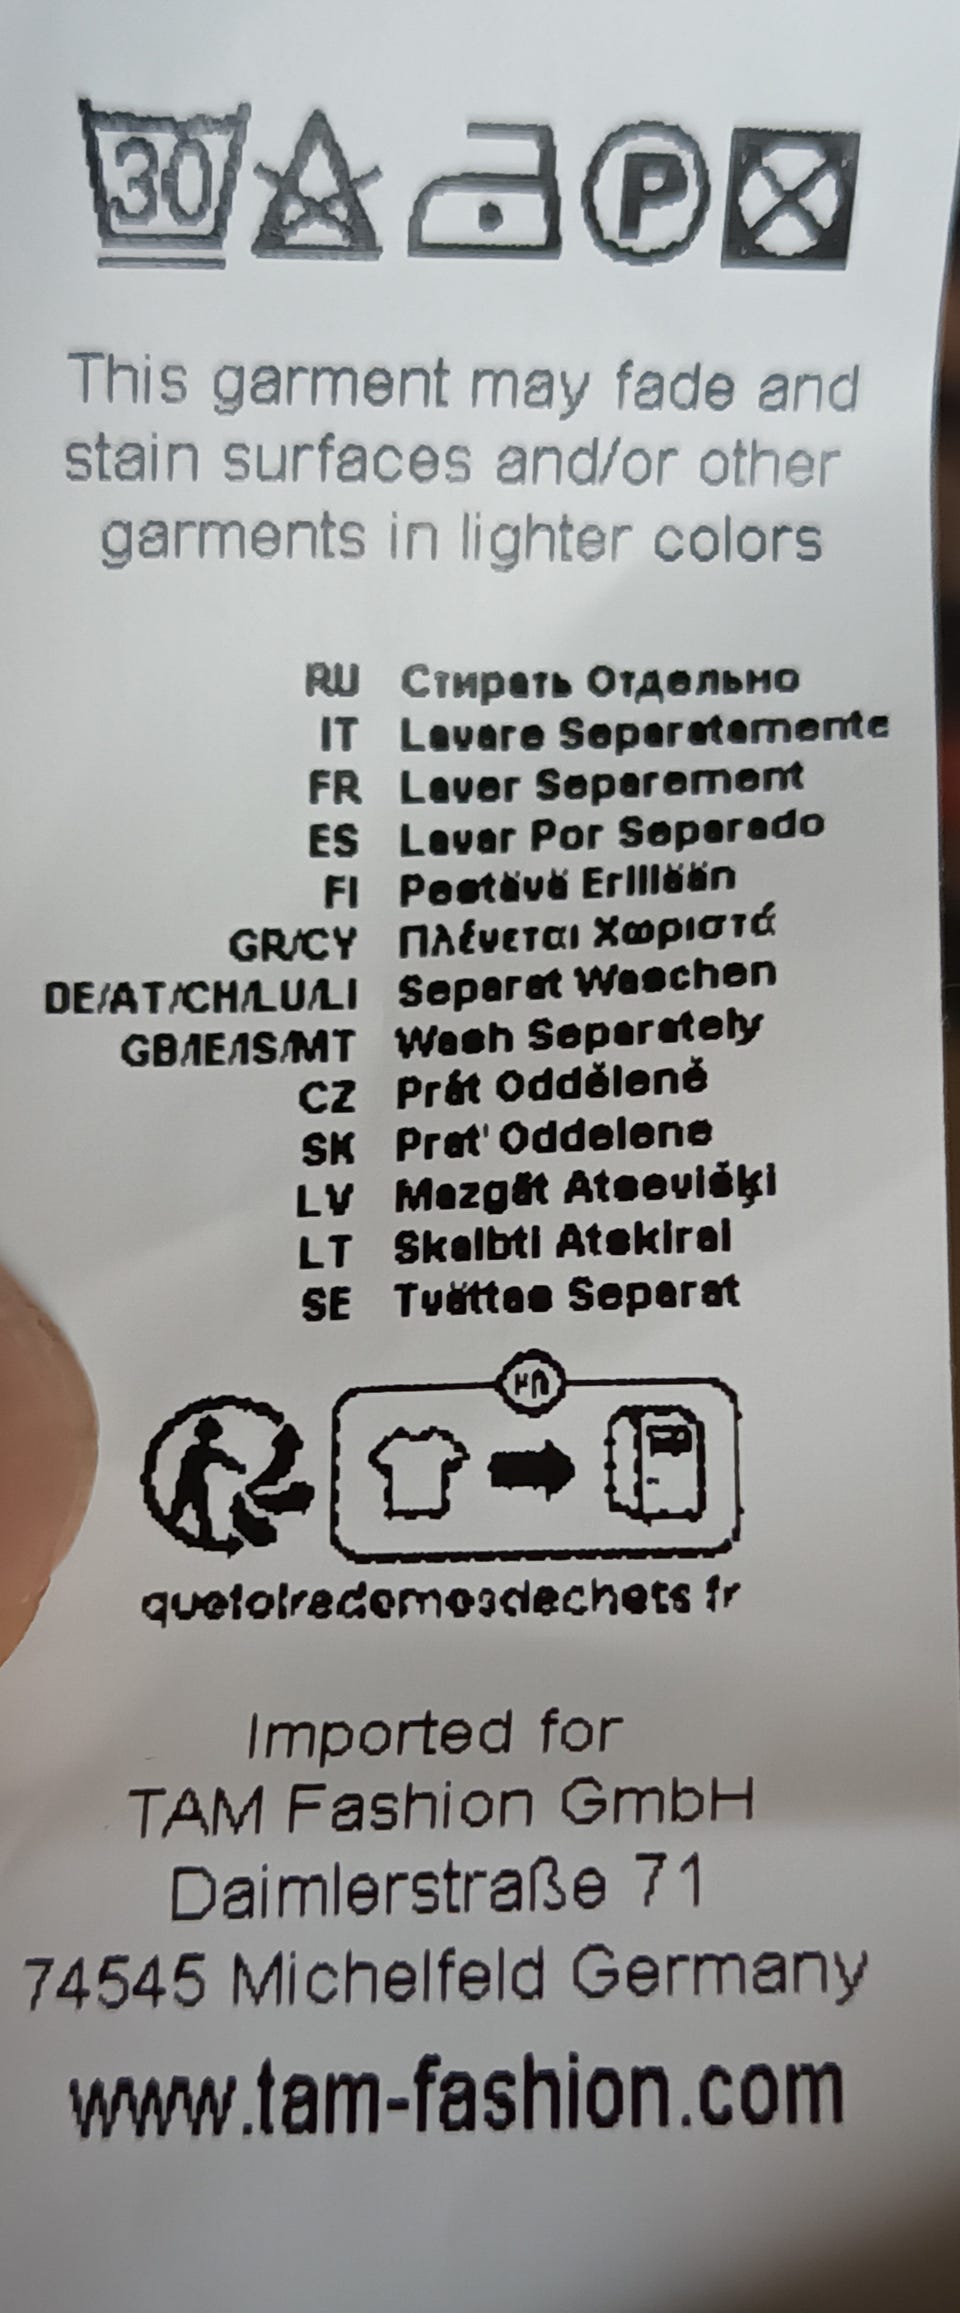 30 P
This garment may fade and
stain surfaces and/or other
garments in lighter colors
RU Стирать Отдельно
IT Lavare Separatamente
FR Laver Separement
ES Lavar Por Separado
FI Pestävä Erillään
GR/CY Πλένεται Χωριστά
DE/AT/CH/LU/LI Separat Waschen
GB/IE/IS/MT Wash Separately
CZ Prát Odděleně
SK Prat' Oddelene
LV Mazgāt Atsevišķi
LT Skalbti Atskirai
SE Tvättas Separat
FR
quefairedemesdechets.fr
Imported for
TAM Fashion GmbH
Daimlerstraße 71
74545 Michelfeld Germany
www.tam-fashion.com